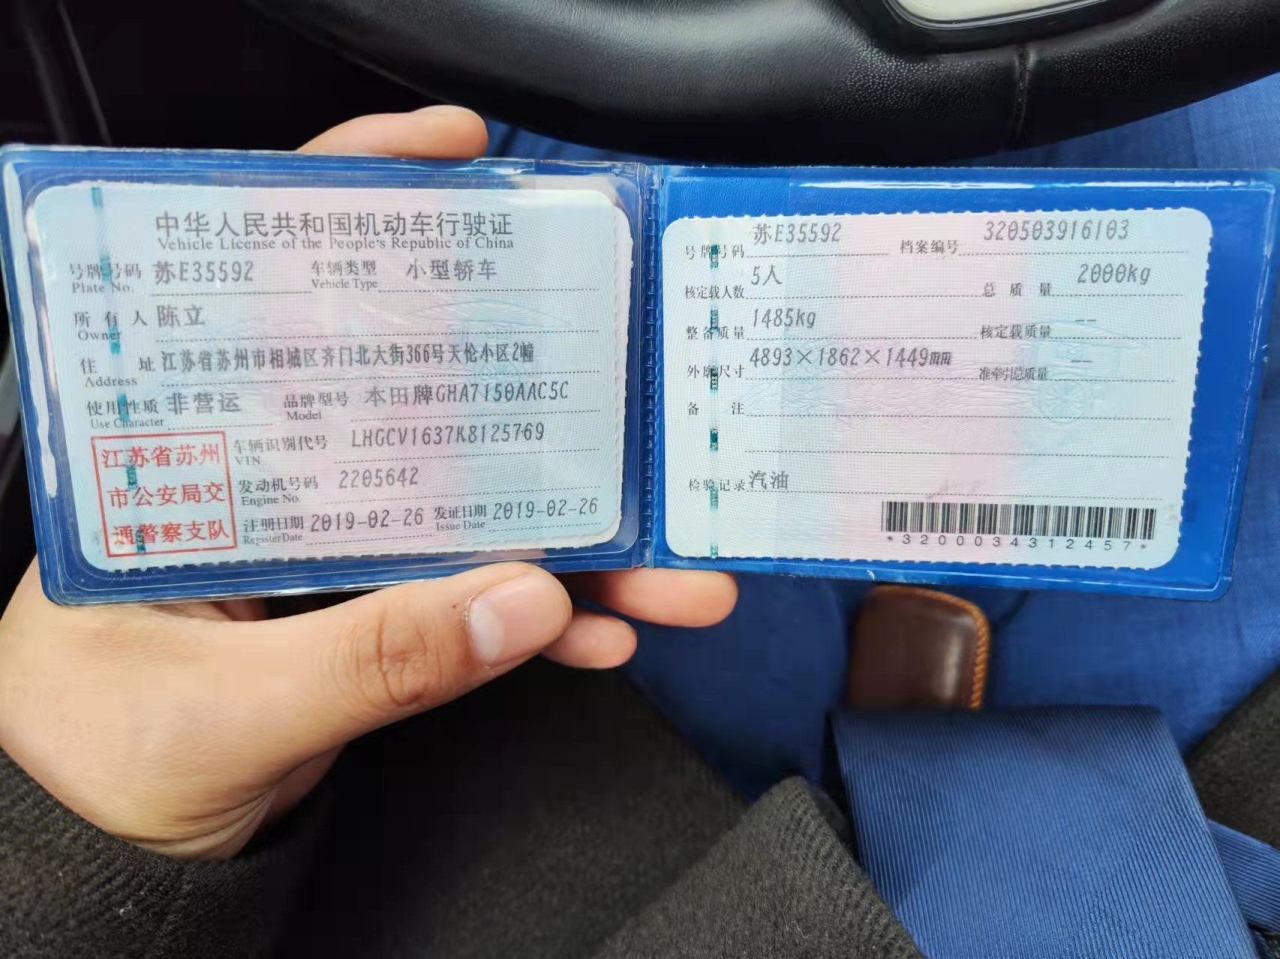 中华人民共和国机动车行驶证
Vehicle License of the People's Republic of China
号牌号码 苏E35592 车辆类型 小型轿车
Plate No. Vehicle Type
所有人 陈立
Owner
住址 江苏省苏州市相城区齐门北大街366号天伦小区2幢
Address
使用性质 非营运 品牌型号 本田牌GHA7150AAC5C
Use Character Model
江苏省苏州
市公安局交
通警察支队
车辆识别代号 LHGCV1637K8125769
VIN
发动机号码 2205642
Engine No.
注册日期 2019-02-26 发证日期 2019-02-26
Register Date Issue Date
号牌号码 苏E35592 档案编号 320503916103
核定载人数 5人 总质量 2000kg
整备质量 1485kg 核定载质量 --
外廓尺寸 4893×1862×1449mm 准牵引总质量 --
备注
检验记录 汽油
*3200034312457*